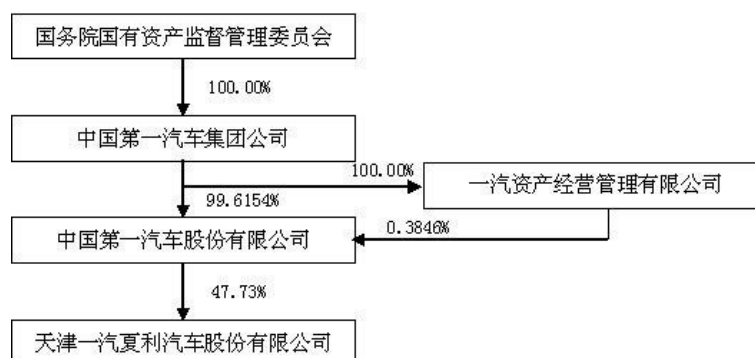 国务院国有资产监督管理委员会
100.00%
中国第一汽车集团公司
100.00%
一汽资产经营管理有限公司
99.6154%
0.3846%
中国第一汽车股份有限公司
47.73%
天津一汽夏利汽车股份有限公司